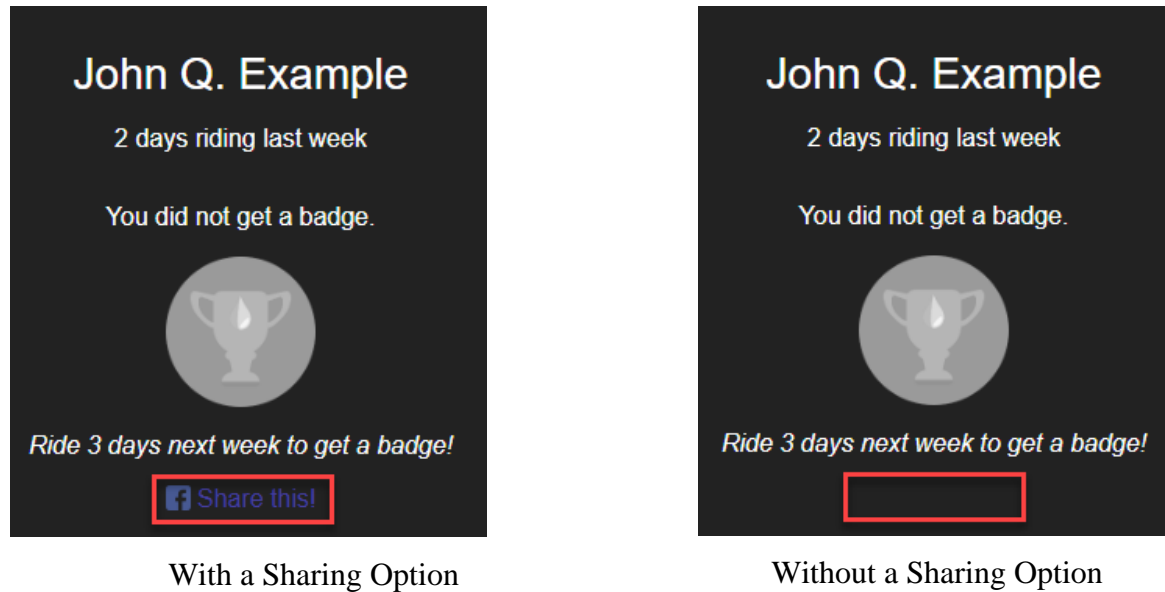 John Q. Example
2 days riding last week
You did not get a badge.
Ride 3 days next week to get a badge!
Share this!
With a Sharing Option
John Q. Example
2 days riding last week
You did not get a badge.
Ride 3 days next week to get a badge!
Without a Sharing Option